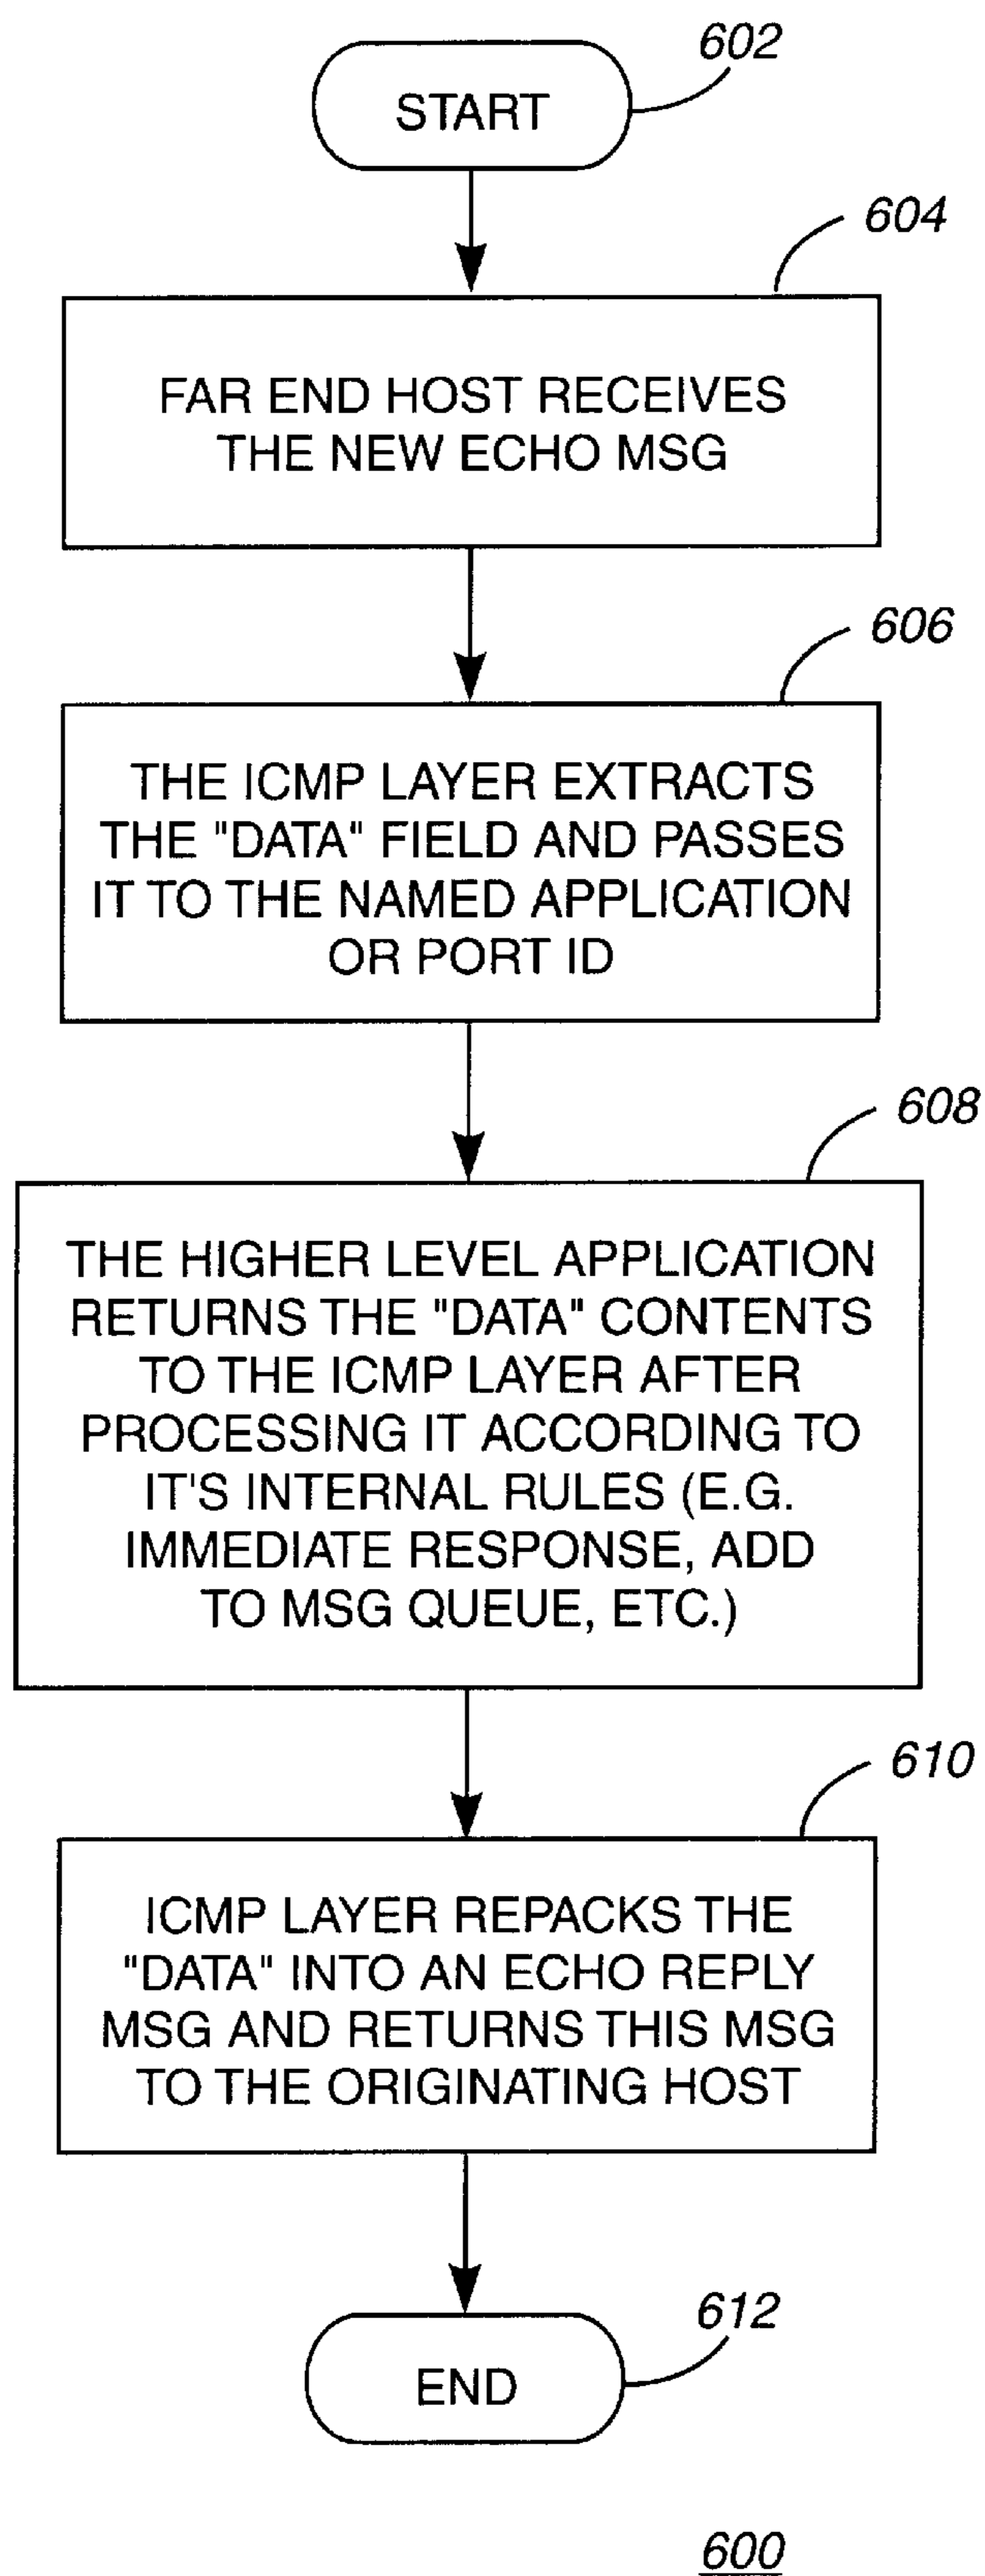 602
START
604
FAR END HOST RECEIVES
THE NEW ECHO MSG
606
THE ICMP LAYER EXTRACTS
THE "DATA" FIELD AND PASSES
IT TO THE NAMED APPLICATION
OR PORT ID
608
THE HIGHER LEVEL APPLICATION
RETURNS THE "DATA" CONTENTS
TO THE ICMP LAYER AFTER
PROCESSING IT ACCORDING TO
IT'S INTERNAL RULES (E.G.
IMMEDIATE RESPONSE, ADD
TO MSG QUEUE, ETC.)
610
ICMP LAYER REPACKS THE
"DATA" INTO AN ECHO REPLY
MSG AND RETURNS THIS MSG
TO THE ORIGINATING HOST
612
END
600